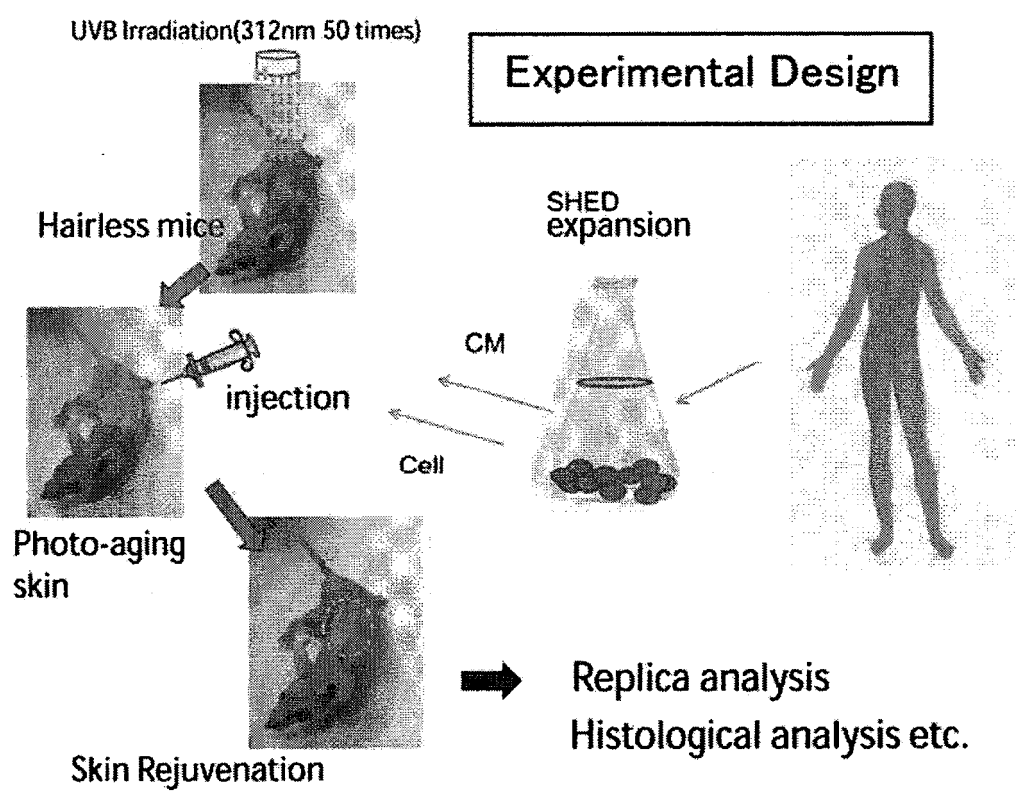 UVB Irradiation(312nm 50 times)
Experimental Design
Hairless mice
SHED
expansion
CM
injection
Cell
Photo-aging
skin
Replica analysis
Histological analysis etc.
Skin Rejuvenation